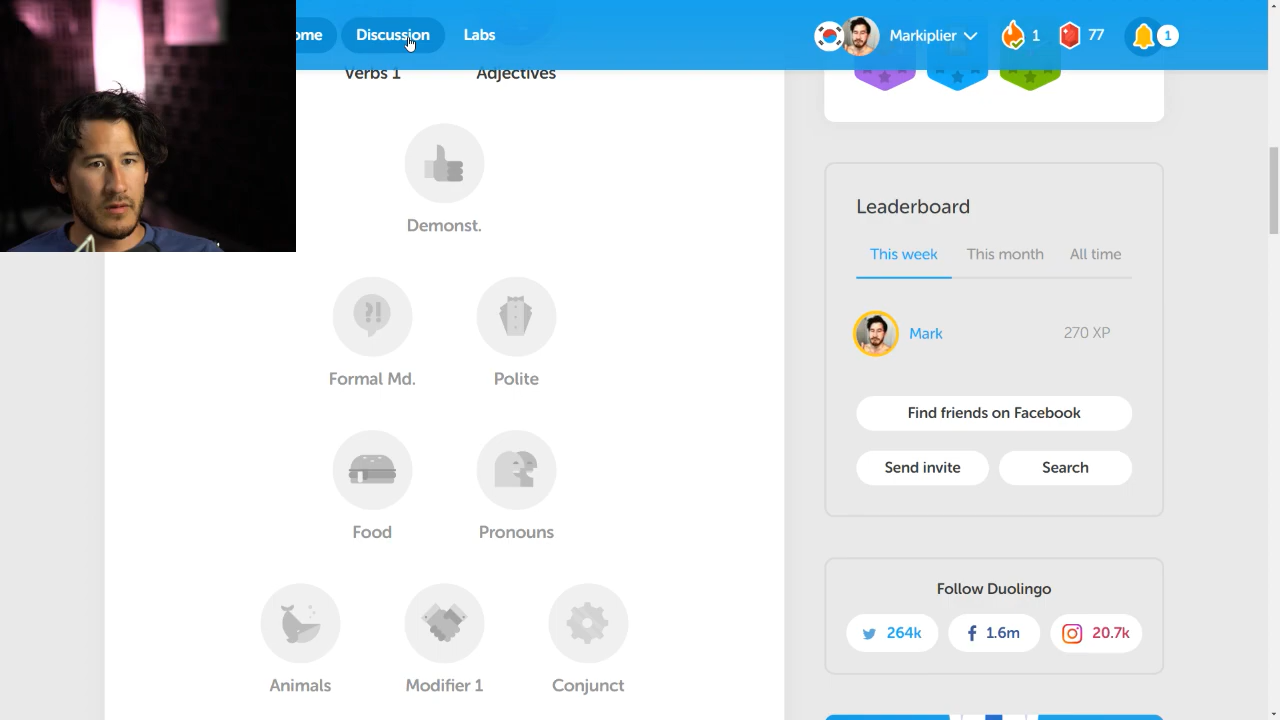 ome
Discussion
Labs
Markiplier
1
77
1
Verbs 1
Adjectives
Demonst.
Formal Md.
Polite
Food
Pronouns
Animals
Modifier 1
Conjunct
Leaderboard
This week
This month
All time
Mark
270 XP
Find friends on Facebook
Send invite
Search
Follow Duolingo
264k
1.6m
20.7k